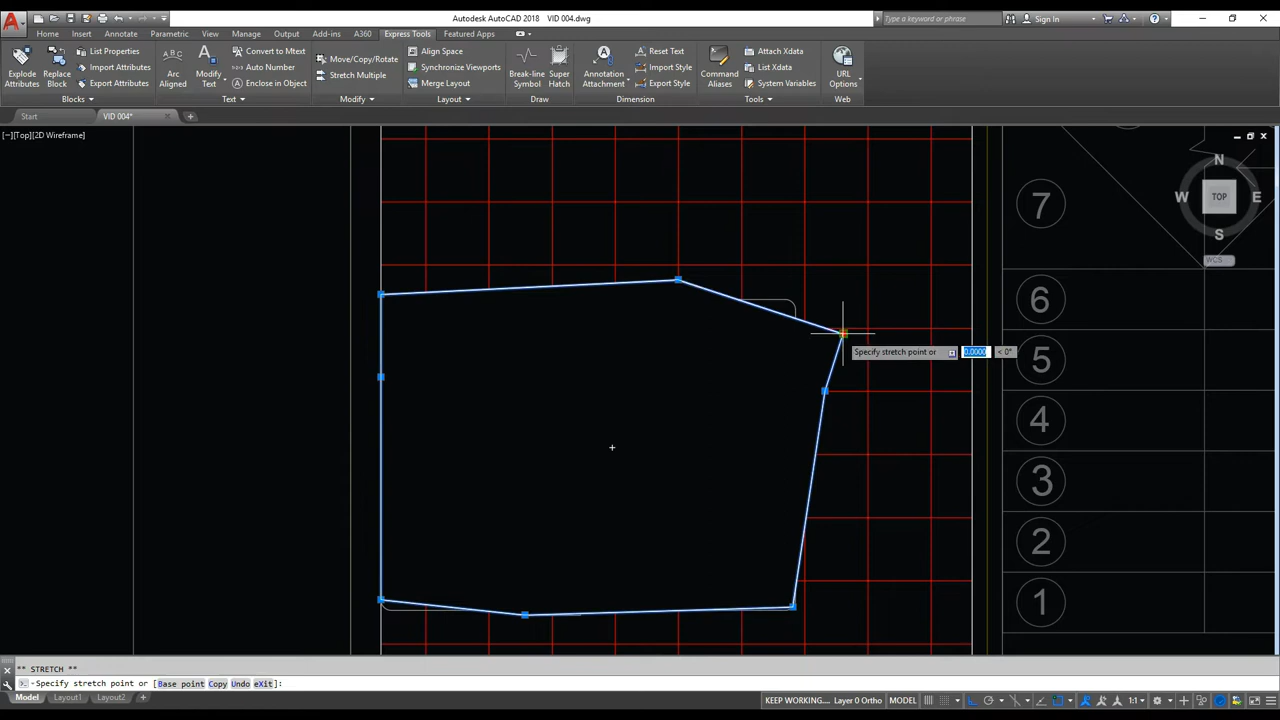 Autodesk AutoCAD 2018 VID 004.dwg
Type a keyword or phrase
Sign In
Home Insert Annotate Parametric View Manage Output Add-ins A360 Express Tools Featured Apps
Explode Attributes
Replace Block
List Properties
Import Attributes
Export Attributes
Arc Aligned
Modify Text
Convert to Mtext
Auto Number
Enclose in Object
Move/Copy/Rotate
Stretch Multiple
Align Space
Synchronize Viewports
Merge Layout
Break-line Symbol
Super Hatch
Annotation Attachment
Reset Text
Import Style
Export Style
Command Aliases
Attach Xdata
List Xdata
System Variables
URL Options
Blocks Text Modify Layout Draw Dimension Tools Web
Start VID 004*
[−][Top][2D Wireframe]
N
W TOP E
S
WCS
7
6
5
4
3
2
1
Specify stretch point or 0.0000 < 0°
** STRETCH **
Specify stretch point or [Base point Copy Undo eXit]:
Model Layout1 Layout2 +
KEEP WORKING.... Layer 0 Ortho MODEL 1:1